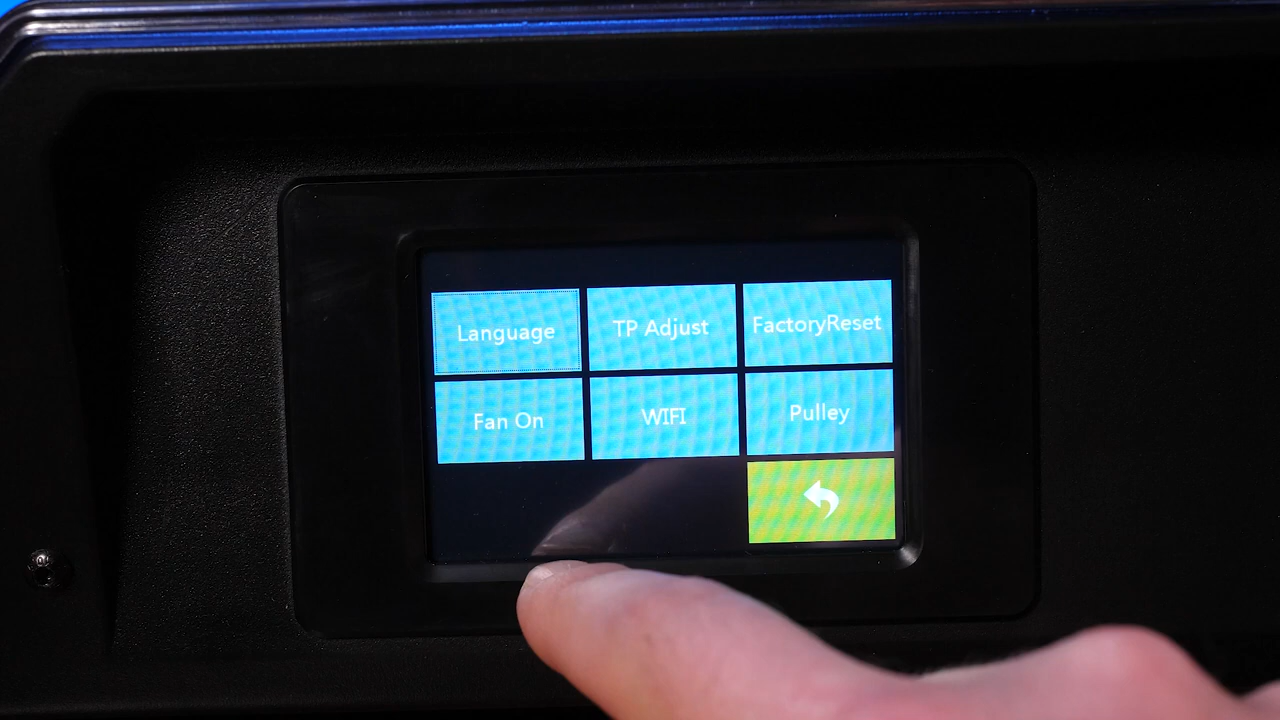 Language
TP Adjust
FactoryReset
Fan On
WIFI
Pulley